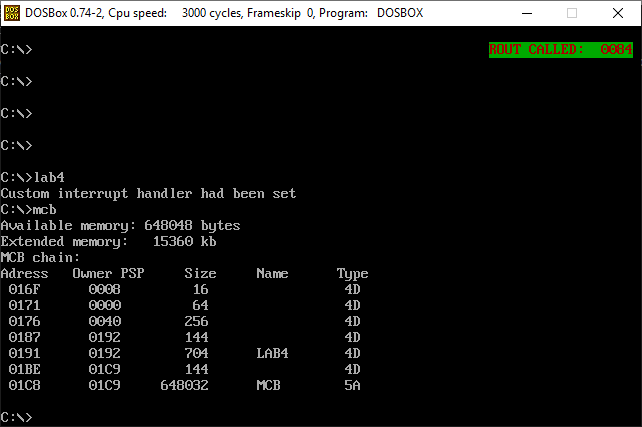 DOSBox 0.74-2, Cpu speed: 3000 cycles, Frameskip 0, Program: DOSBOX
C:\> ROUT CALLED: 0084
C:\>
C:\>
C:\>
C:\>lab4
Custom interrupt handler had been set
C:\>mcb
Available memory: 648048 bytes
Extended memory: 15360 kb
MCB chain:
Adress Owner PSP Size Name Type
016F 0008 16 4D
0171 0000 64 4D
0176 0040 256 4D
0187 0192 144 4D
0191 0192 704 LAB4 4D
01BE 01C9 144 4D
01C8 01C9 648032 MCB 5A
C:\>